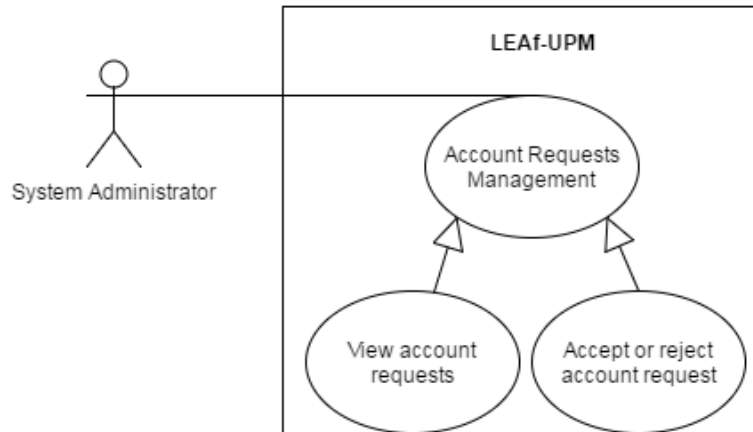 LEAf-UPM
Account Requests
Management
System Administrator
View account
requests
Accept or reject
account request